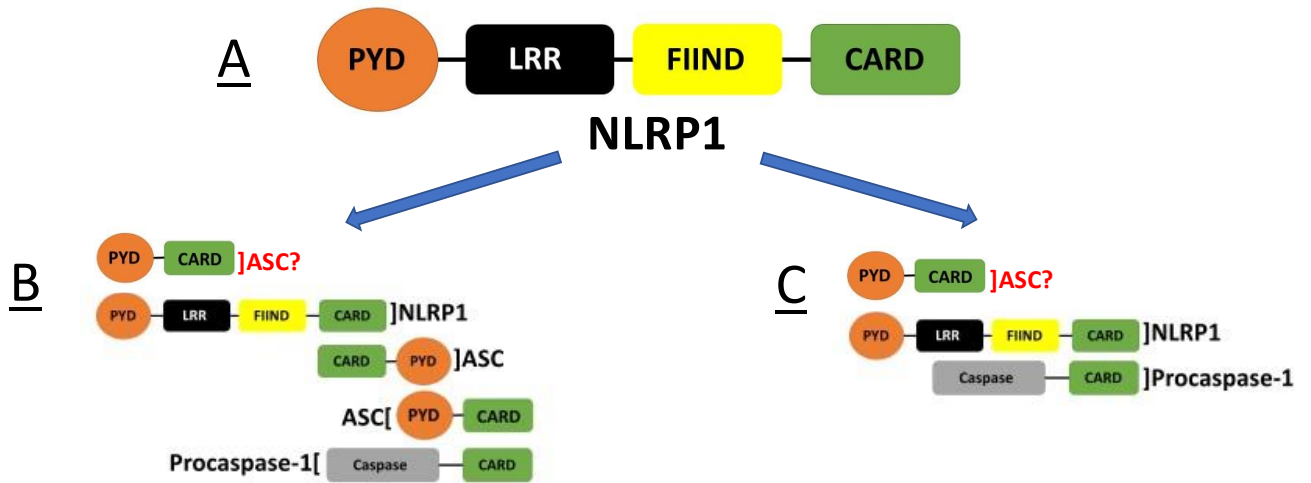 A PYD LRR FIIND CARD
NLRP1
B
PYD CARD ]ASC?
PYD LRR FIIND CARD ]NLRP1
CARD PYD ]ASC
ASC[ PYD CARD
Procaspase-1[ Caspase CARD
C
PYD CARD ]ASC?
PYD LRR FIIND CARD ]NLRP1
Caspase CARD ]Procaspase-1